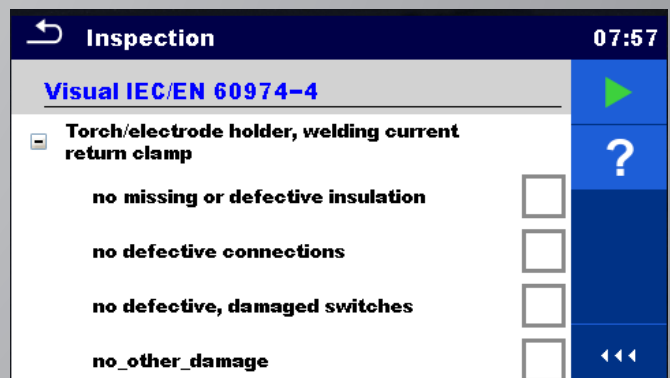 Inspection 07:57
Visual IEC/EN 60974-4
Torch/electrode holder, welding current
return clamp
?
no missing or defective insulation
no defective connections
no defective, damaged switches
no_other_damage